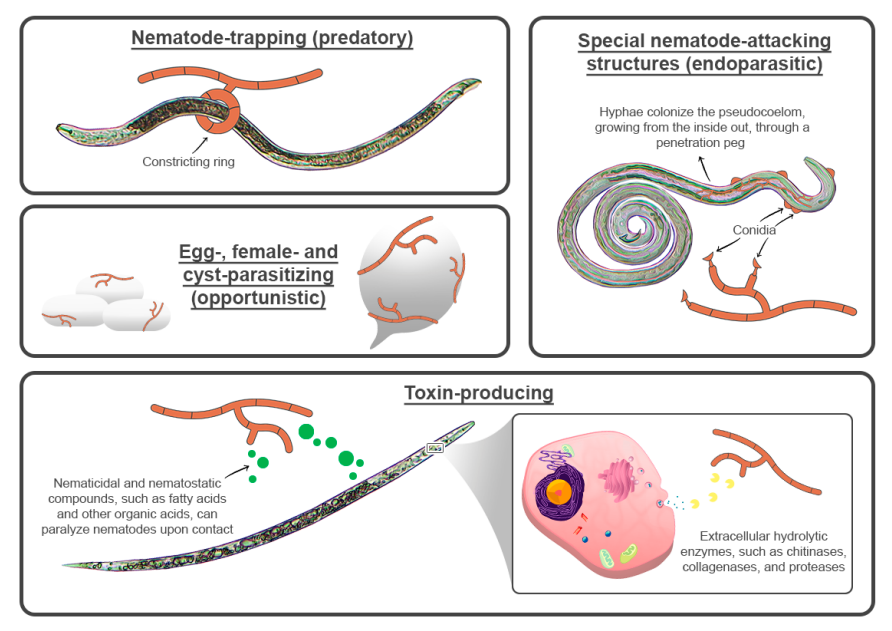 Nematode-trapping (predatory)
Constricting ring
Special nematode-attacking
structures (endoparasitic)
Hyphae colonize the pseudocoelom,
growing from the inside out, through a
penetration peg
Conidia
Egg-, female- and
cyst-parasitizing
(opportunistic)
Toxin-producing
Nematicidal and nematostatic
compounds, such as fatty acids
and other organic acids, can
paralyze nematodes upon contact
Extracellular hydrolytic
enzymes, such as chitinases,
collagenases, and proteases